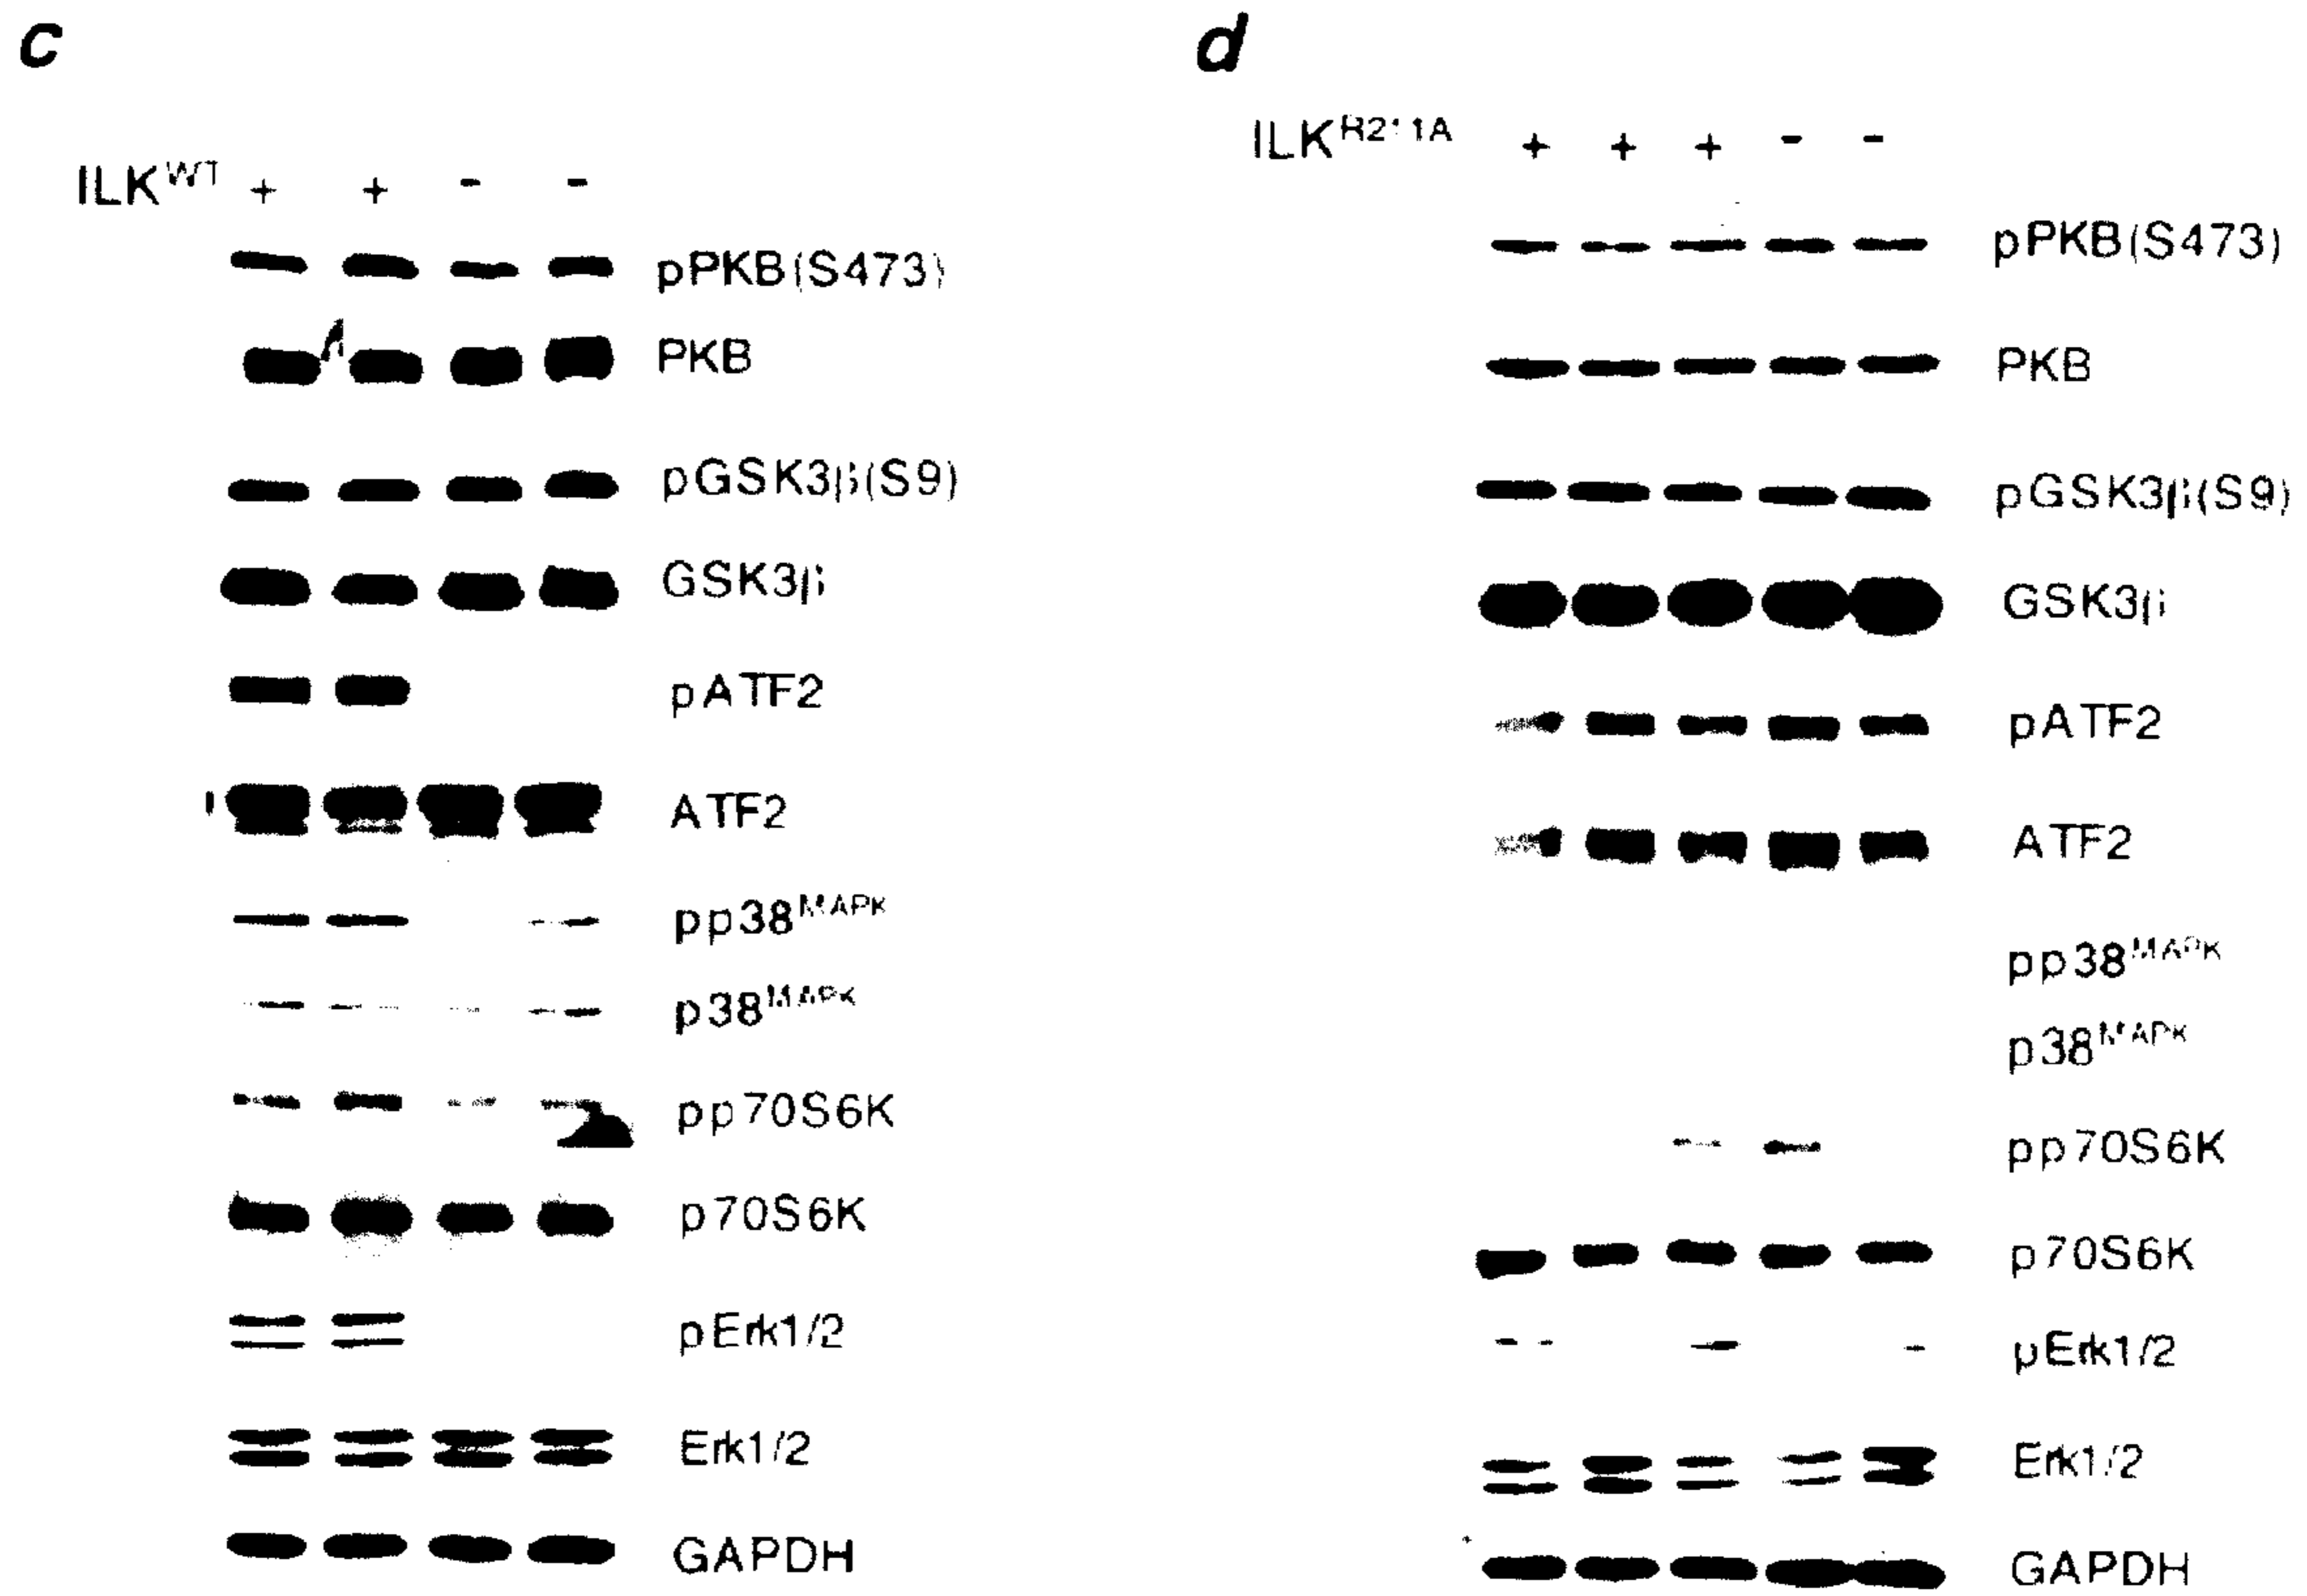 c
ILK^WT + + - -
pPKB(S473)
PKB
pGSK3β(S9)
GSK3β
pATF2
ATF2
pp38^MAPK
p38^MAPK
pp70S6K
p70S6K
pErk1/2
Erk1/2
GAPDH
d
ILK^R211A + + + - -
pPKB(S473)
PKB
pGSK3β(S9)
GSK3β
pATF2
ATF2
pp38^MAPK
p38^MAPK
pp70S6K
p70S6K
pErk1/2
Erk1/2
GAPDH